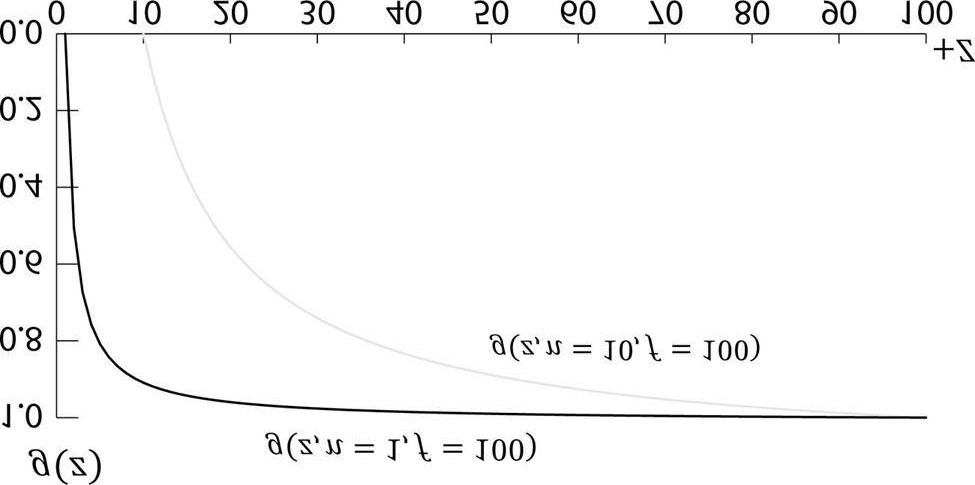 0 10 20 30 40 50 60 70 80 90 100
0.0
+z
0.2
0.4
0.6
0.8
g(z, n = 10, f = 100)
1.0
g(z, n = 1, f = 100)
g(z)